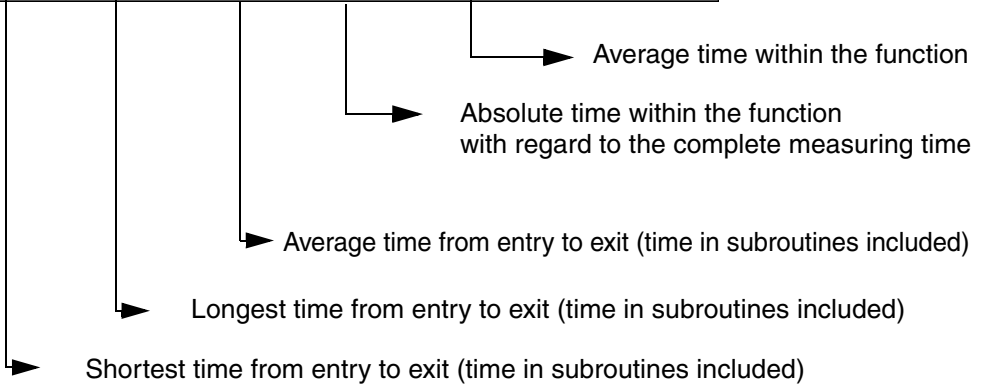 Average time within the function
Absolute time within the function
with regard to the complete measuring time
Average time from entry to exit (time in subroutines included)
Longest time from entry to exit (time in subroutines included)
Shortest time from entry to exit (time in subroutines included)